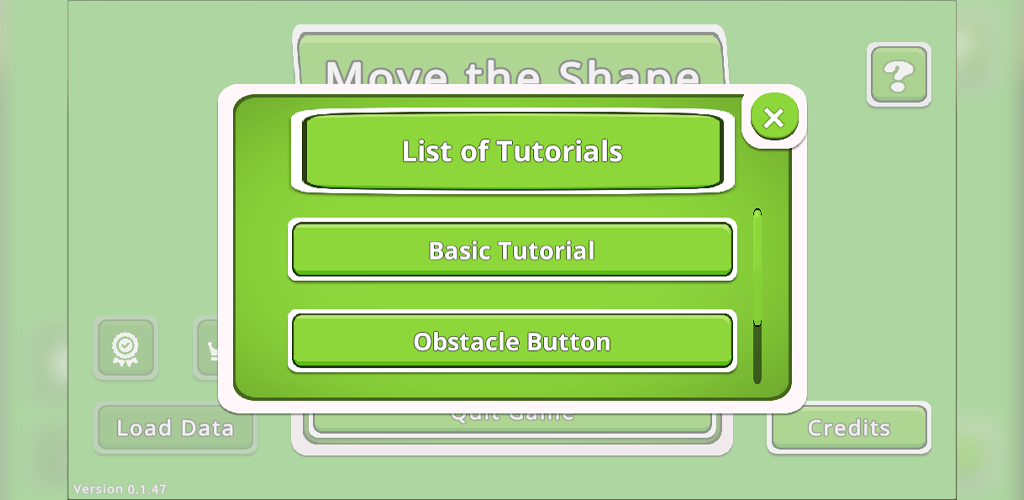 Move the Shape
?
List of Tutorials
Basic Tutorial
Obstacle Button
Quit Game
Load Data
Credits
Version 0.1.47